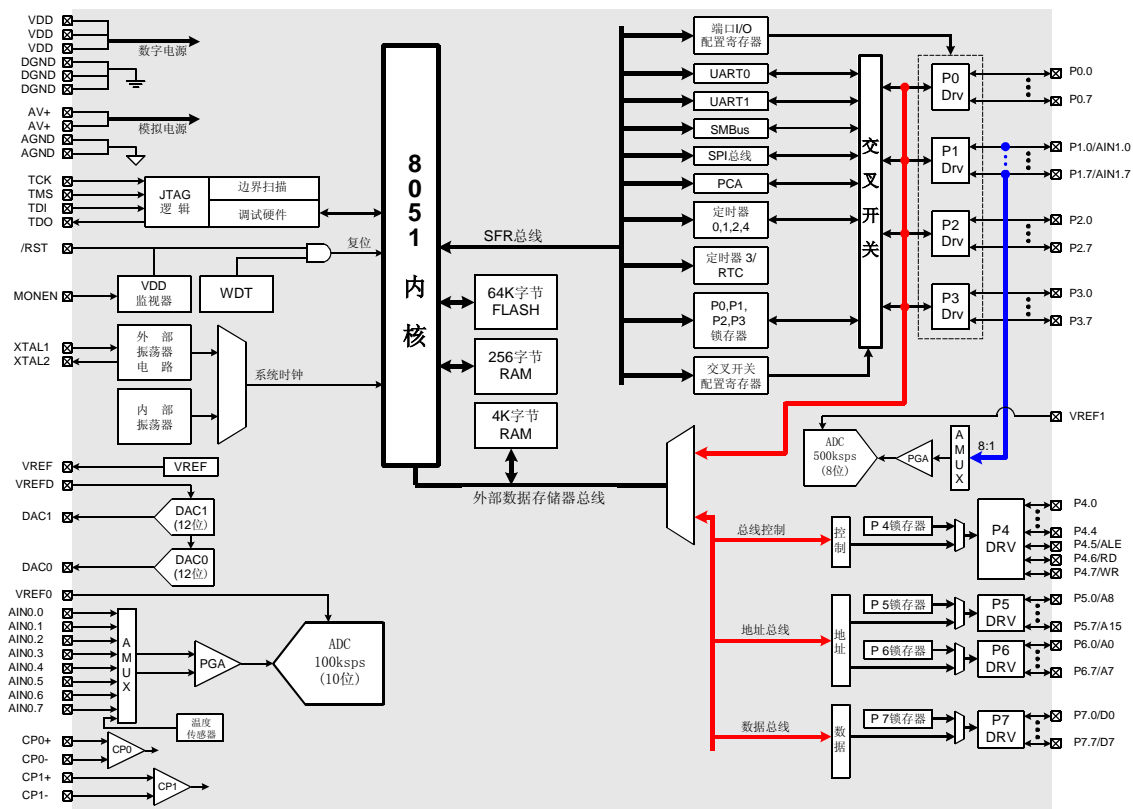 VDD
VDD
VDD
数字电源
DGND
DGND
DGND
AV+
AV+
模拟电源
AGND
AGND
TCK
TMS
TDI
TDO
JTAG
逻 辑
边界扫描
调试硬件
/RST
复位
MONEN
VDD
监视器
WDT
XTAL1
XTAL2
外 部
振荡器
电 路
内 部
振荡器
系统时钟
VREF
VREF
VREFD
DAC1
DAC1
(12位)
DAC0
DAC0
(12位)
VREF0
AIN0.0
AIN0.1
AIN0.2
AIN0.3
AIN0.4
AIN0.5
AIN0.6
AIN0.7
AMUX
PGA
ADC
100ksps
(10位)
温度
传感器
CP0+
CP0-
CP0
CP1+
CP1-
CP1
8051内核
SFR总线
64K字节
FLASH
256字节
RAM
4K字节
RAM
外部数据存储器总线
端口I/O
配置寄存器
UART0
UART1
SMBus
SPI总线
PCA
定时器
0,1,2,4
定时器 3/
RTC
P0,P1,
P2,P3
锁存器
交叉开关
配置寄存器
交叉开关
P0
Drv
P1
Drv
P2
Drv
P3
Drv
P0.0
P0.7
P1.0/AIN1.0
P1.7/AIN1.7
P2.0
P2.7
P3.0
P3.7
VREF1
ADC
500ksps
(8位)
PGA
AMUX
8:1
总线控制
控制
P 4锁存器
P4
DRV
P4.0
P4.4
P4.5/ALE
P4.6/RD
P4.7/WR
地址总线
地址
P 5锁存器
P5
DRV
P5.0/A8
P5.7/A15
P 6锁存器
P6
DRV
P6.0/A0
P6.7/A7
数据总线
数据
P 7锁存器
P7
DRV
P7.0/D0
P7.7/D7